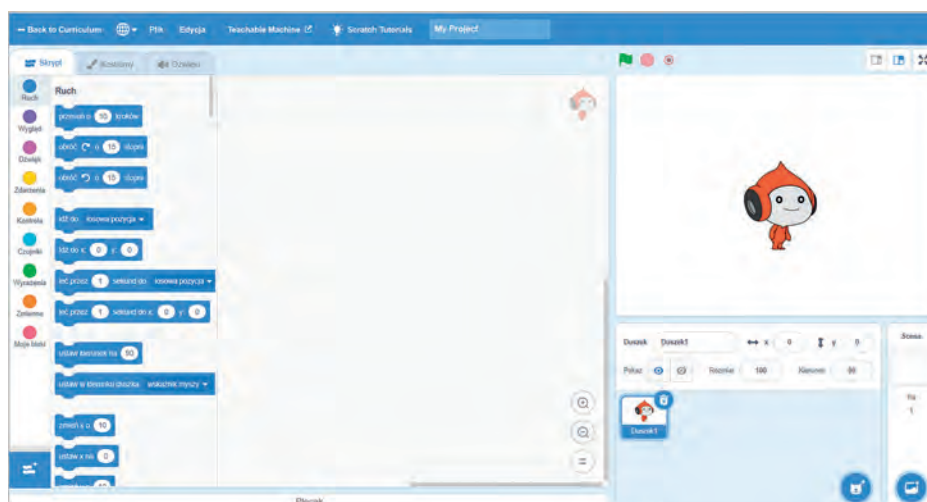 Back to Curriculum Plik Edycja Teachable Machine Scratch Tutorials My Project
Skrypt Kostiumy Dźwięki
Ruch
Ruch
przesuń o 10 kroków
Wygląd
obróć o 15 stopni
Dźwięk
obróć o 15 stopni
Zdarzenia
Kontrola
idź do losowa pozycja
Czujniki
idź do x: 0 y: 0
Wyrażenia
leć przez 1 sekund do losowa pozycja
Zmienne
leć przez 1 sekund do x: 0 y: 0
Moje bloki
ustaw kierunek na 90
ustaw w kierunku duszka wskaźnik myszy
zmień x o 10
ustaw x na 0
Duszek Duszek1 x 0 y 0
Pokaż Rozmiar 100 Kierunek 90
Duszek1
Scena
Tła
1
Plecak